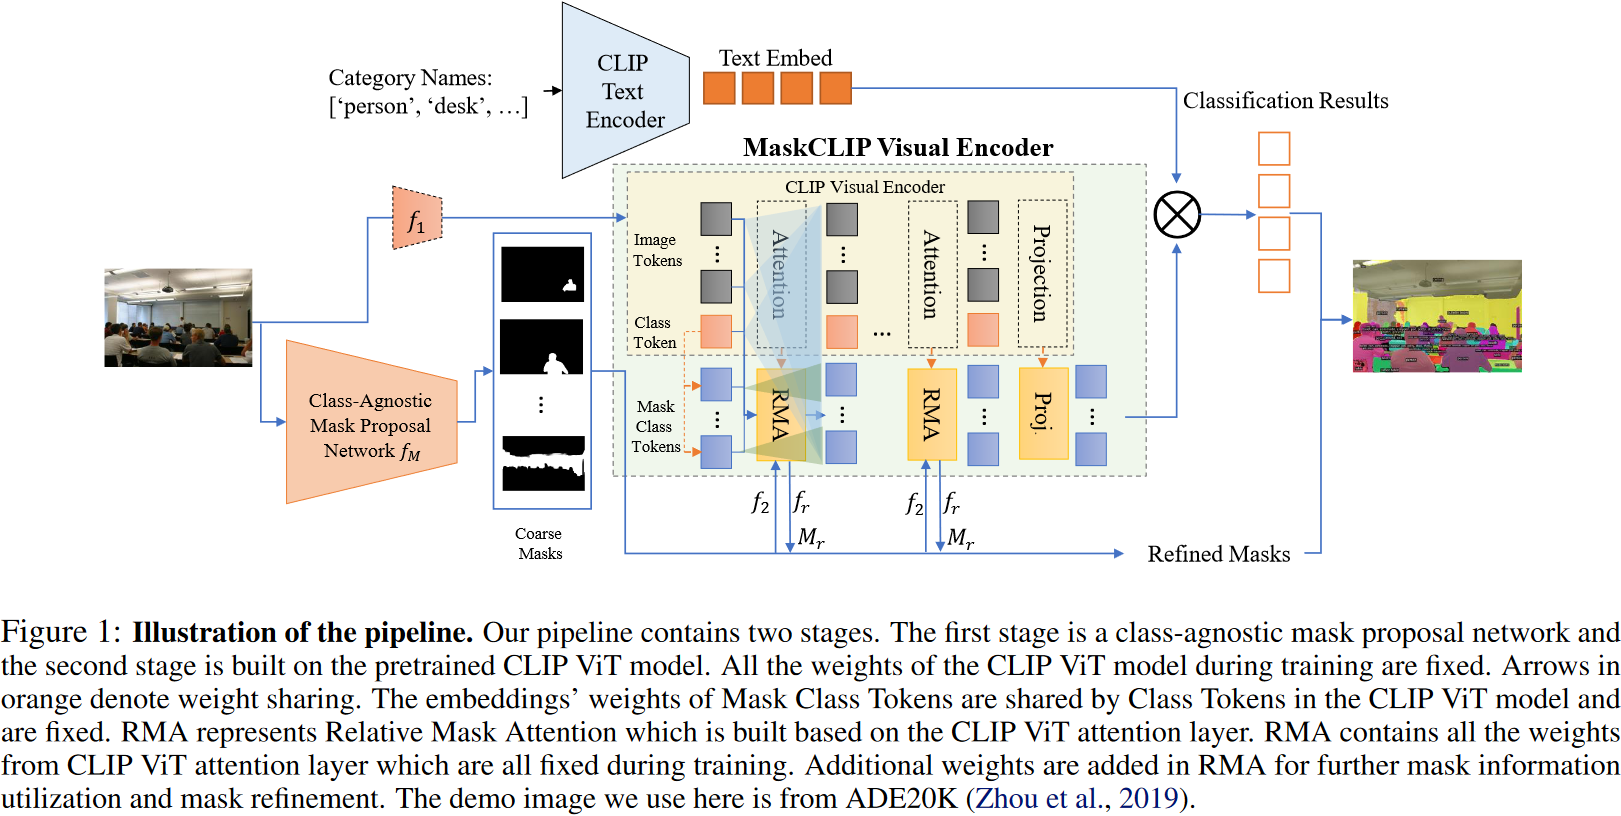 Category Names:
[‘person’, ‘desk’, …]
CLIP
Text
Encoder
Text Embed
Classification Results
MaskCLIP Visual Encoder
CLIP Visual Encoder
f1
Image
Tokens
Class
Token
Mask
Class
Tokens
Attention
Attention
Projection
...
RMA
RMA
Proj.
Class-Agnostic
Mask Proposal
Network fM
Coarse
Masks
f2
fr
Mr
f2
fr
Mr
Refined Masks
Figure 1: Illustration of the pipeline. Our pipeline contains two stages. The first stage is a class-agnostic mask proposal network and
the second stage is built on the pretrained CLIP ViT model. All the weights of the CLIP ViT model during training are fixed. Arrows in
orange denote weight sharing. The embeddings’ weights of Mask Class Tokens are shared by Class Tokens in the CLIP ViT model and
are fixed. RMA represents Relative Mask Attention which is built based on the CLIP ViT attention layer. RMA contains all the weights
from CLIP ViT attention layer which are all fixed during training. Additional weights are added in RMA for further mask information
utilization and mask refinement. The demo image we use here is from ADE20K (Zhou et al., 2019).